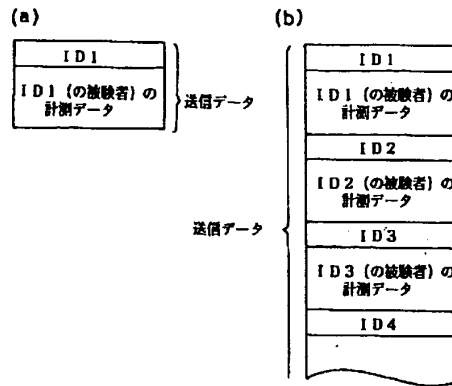 (a)
ID1
ID1(の被験者)の
計測データ
送信データ
(b)
ID1
ID1(の被験者)の
計測データ
ID2
ID2(の被験者)の
計測データ
ID3
ID3(の被験者)の
計測データ
ID4
送信データ